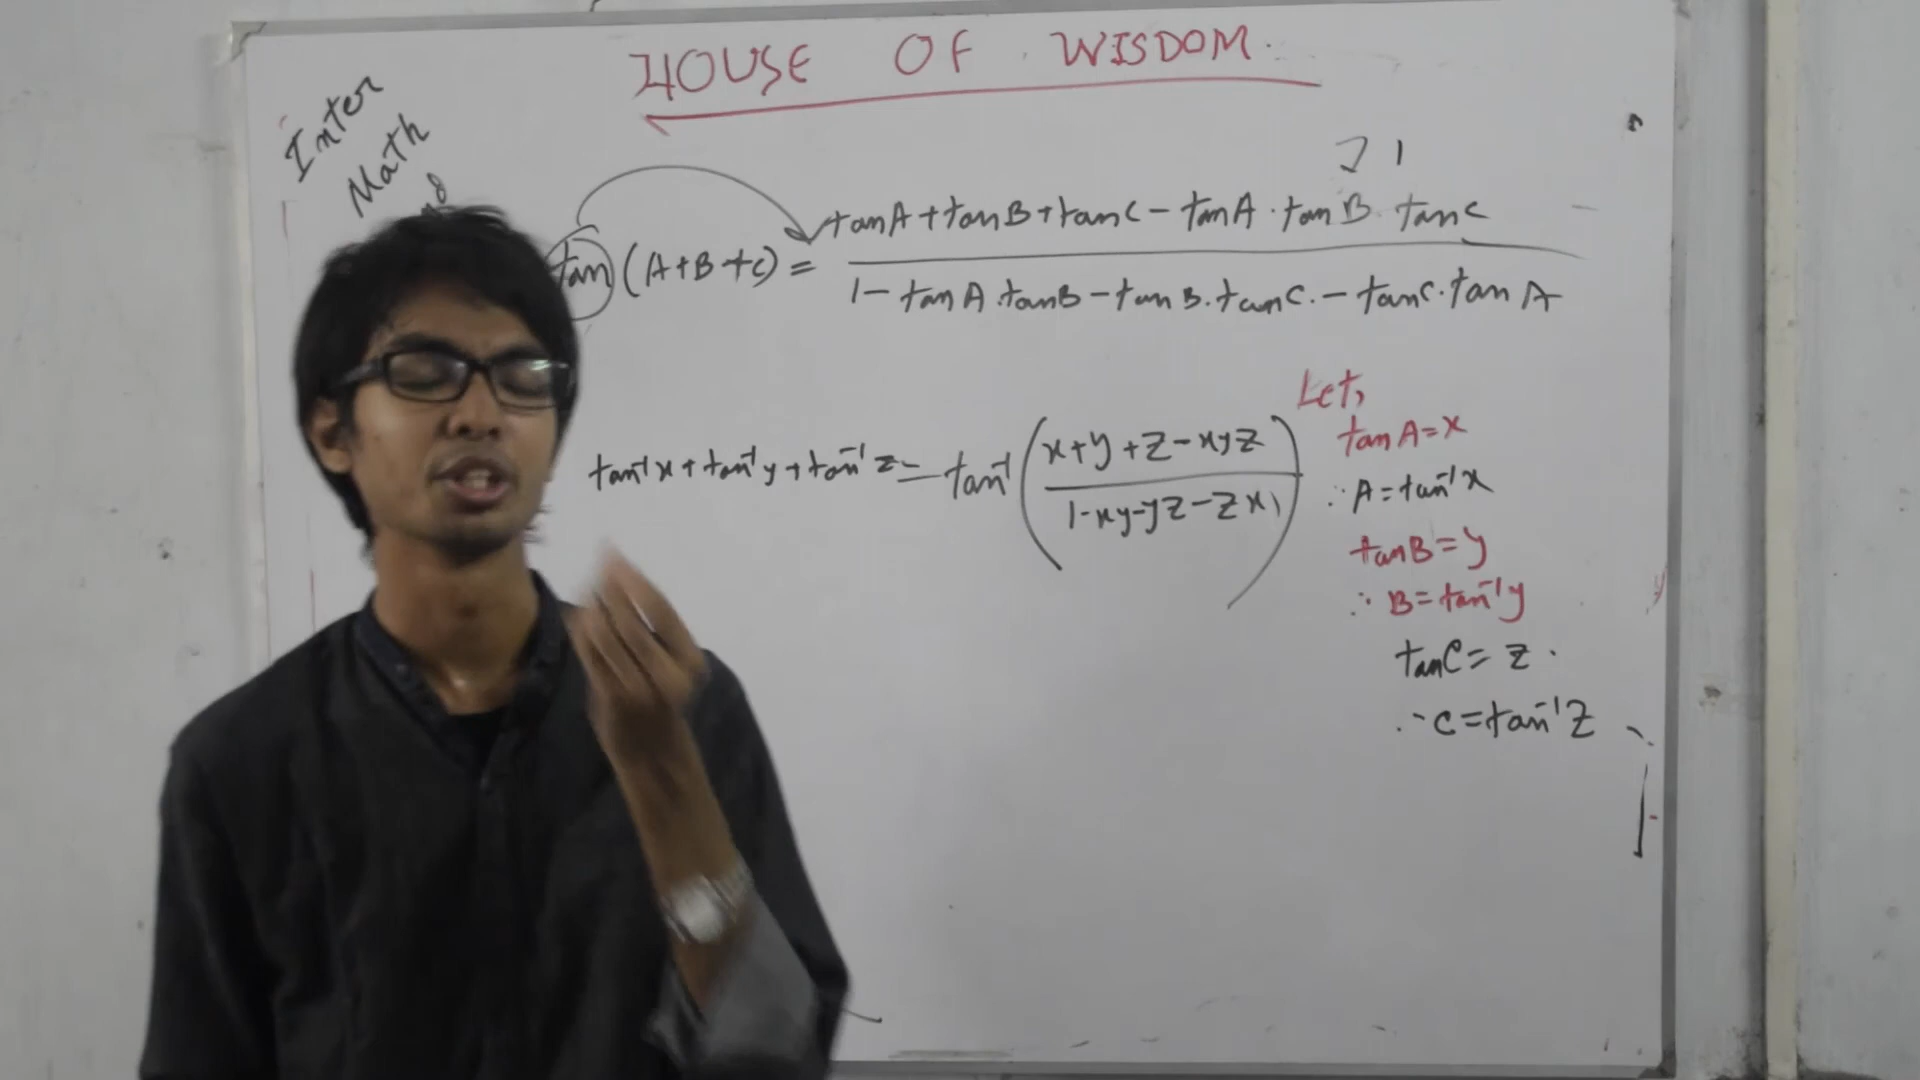 HOUSE OF WISDOM.
Inter
Math
tan (A+B+C) = tanA+tanB+tanC - tanA·tanB·tanC
1 - tanA·tanB - tanB·tanC·- tanC·tanA
tan⁻¹x + tan⁻¹y + tan⁻¹z = tan⁻¹ (x+y+z-xyz
1-xy-yz-zx)
Let,
tanA=x
∴ A=tan⁻¹x
tanB=y
∴ B=tan⁻¹y
tanC=z.
∴ C=tan⁻¹z